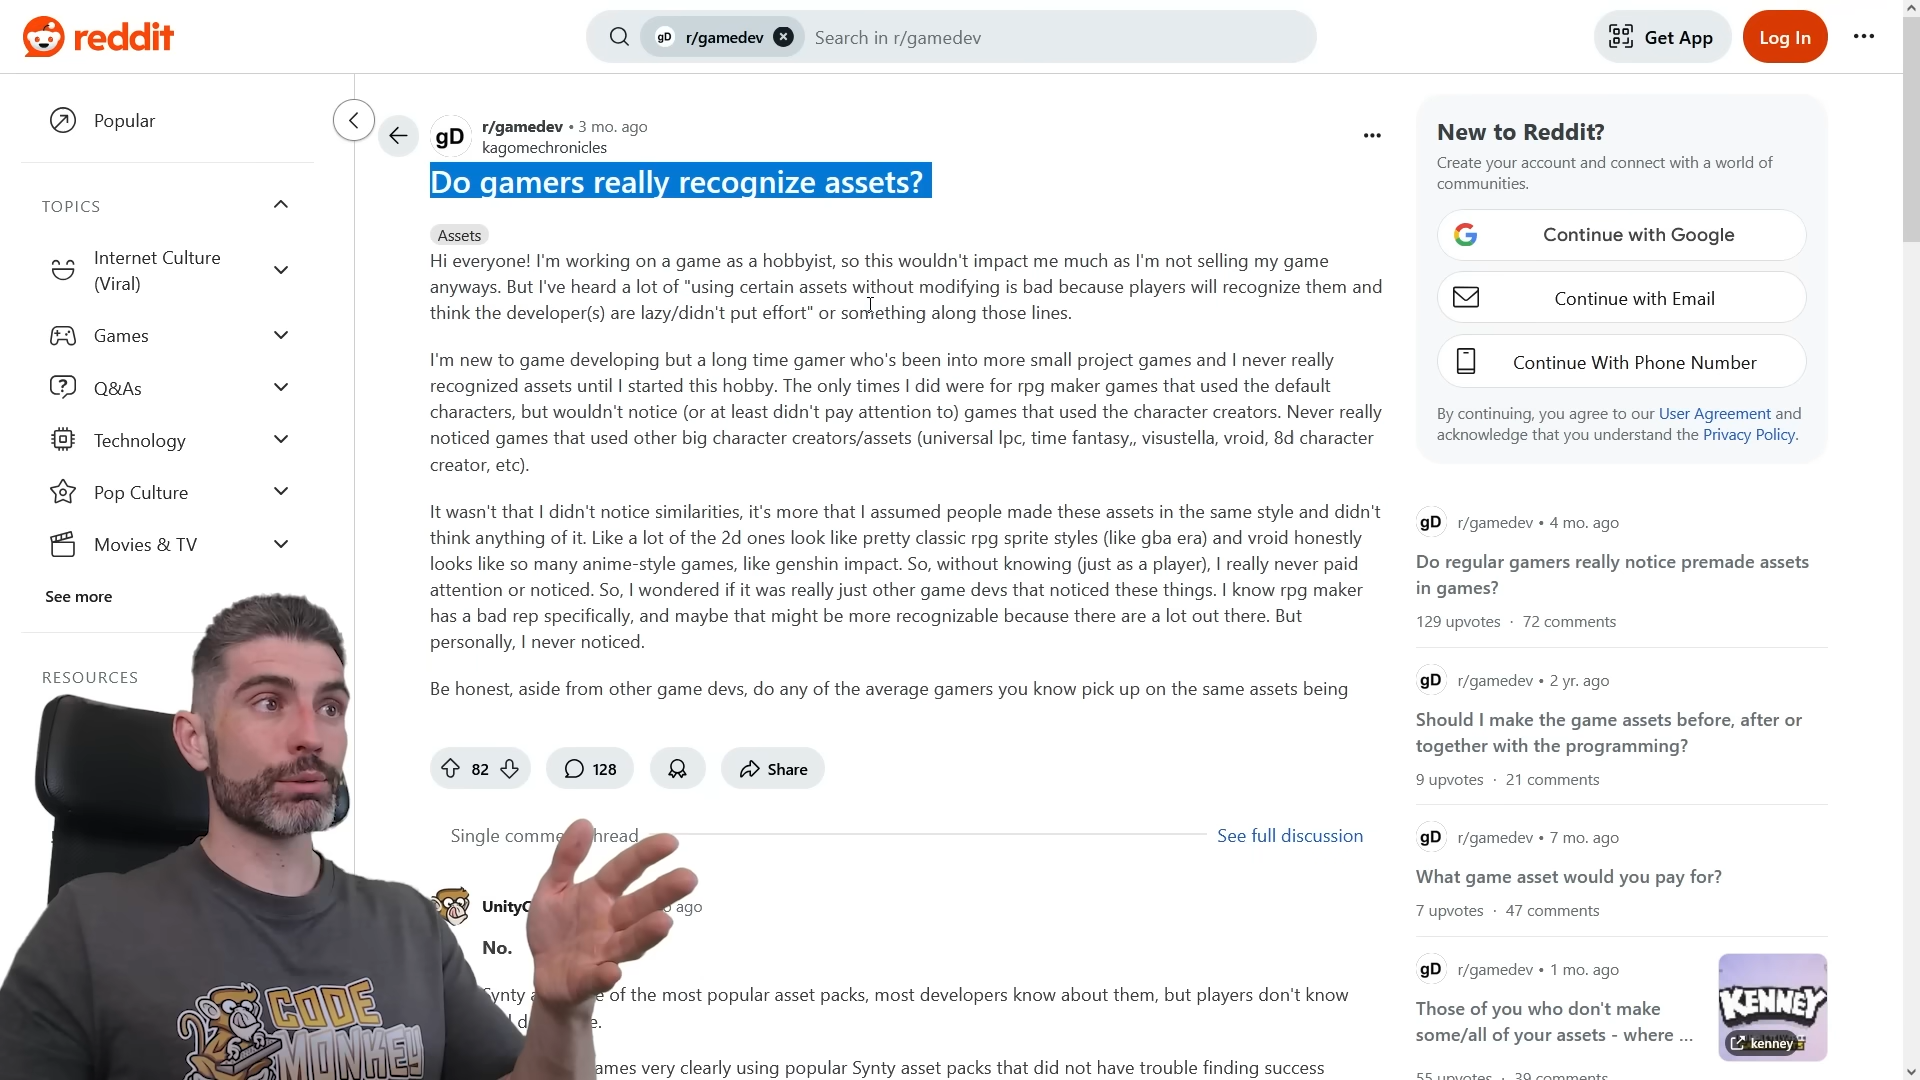 reddit
r/gamedev
Search in r/gamedev
Get App
Log In
Popular
TOPICS
Internet Culture
(Viral)
Games
Q&As
Technology
Pop Culture
Movies & TV
See more
RESOURCES
gD
r/gamedev • 3 mo. ago
kagomechronicles
Do gamers really recognize assets?
Assets
Hi everyone! I'm working on a game as a hobbyist, so this wouldn't impact me much as I'm not selling my game
anyways. But I've heard a lot of "using certain assets without modifying is bad because players will recognize them and
think the developer(s) are lazy/didn't put effort" or something along those lines.
I'm new to game developing but a long time gamer who's been into more small project games and I never really
recognized assets until I started this hobby. The only times I did were for rpg maker games that used the default
characters, but wouldn't notice (or at least didn't pay attention to) games that used the character creators. Never really
noticed games that used other big character creators/assets (universal lpc, time fantasy,, visustella, vroid, 8d character
creator, etc).
It wasn't that I didn't notice similarities, it's more that I assumed people made these assets in the same style and didn't
think anything of it. Like a lot of the 2d ones look like pretty classic rpg sprite styles (like gba era) and vroid honestly
looks like so many anime-style games, like genshin impact. So, without knowing (just as a player), I really never paid
attention or noticed. So, I wondered if it was really just other game devs that noticed these things. I know rpg maker
has a bad rep specifically, and maybe that might be more recognizable because there are a lot out there. But
personally, I never noticed.
Be honest, aside from other game devs, do any of the average gamers you know pick up on the same assets being
82
128
Share
Single
See full discussion
ago
No.
Synty of the most popular asset packs, most developers know about them, but players don't know
very clearly using popular Synty asset packs that did not have trouble finding success
CODE
MONKEY
New to Reddit?
Create your account and connect with a world of
communities.
Continue with Google
Continue with Email
Continue With Phone Number
By continuing, you agree to our User Agreement and
acknowledge that you understand the Privacy Policy.
gD r/gamedev • 4 mo. ago
Do regular gamers really notice premade assets
in games?
129 upvotes · 72 comments
gD r/gamedev • 2 yr. ago
Should I make the game assets before, after or
together with the programming?
9 upvotes · 21 comments
gD r/gamedev • 7 mo. ago
What game asset would you pay for?
7 upvotes · 47 comments
gD r/gamedev • 1 mo. ago
Those of you who don't make
some/all of your assets - where ...
KENNEY
kenney
55 upvotes · 39 comments